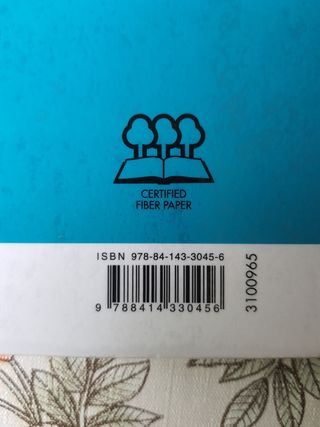 CERTIFIED
FIBER PAPER
ISBN 978-84-143-3045-6
9 788414 330456
3100965